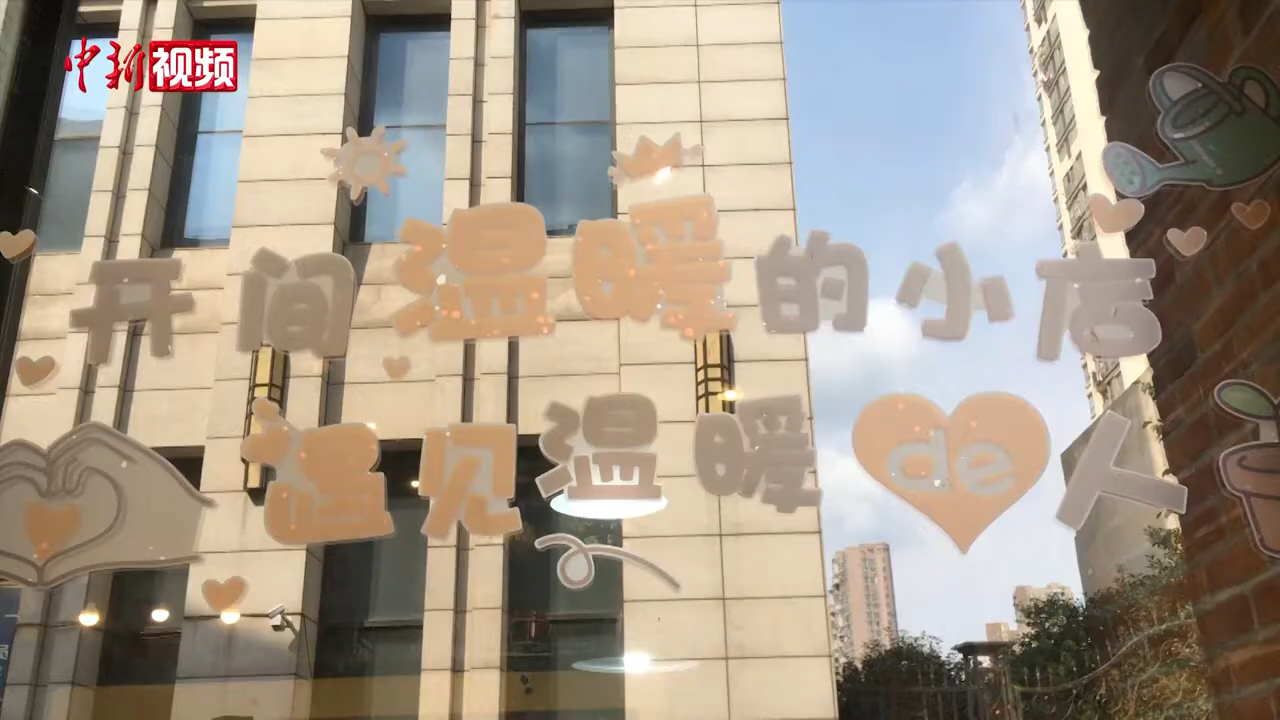 中新视频
开间温暖的小店
遇见温暖de人